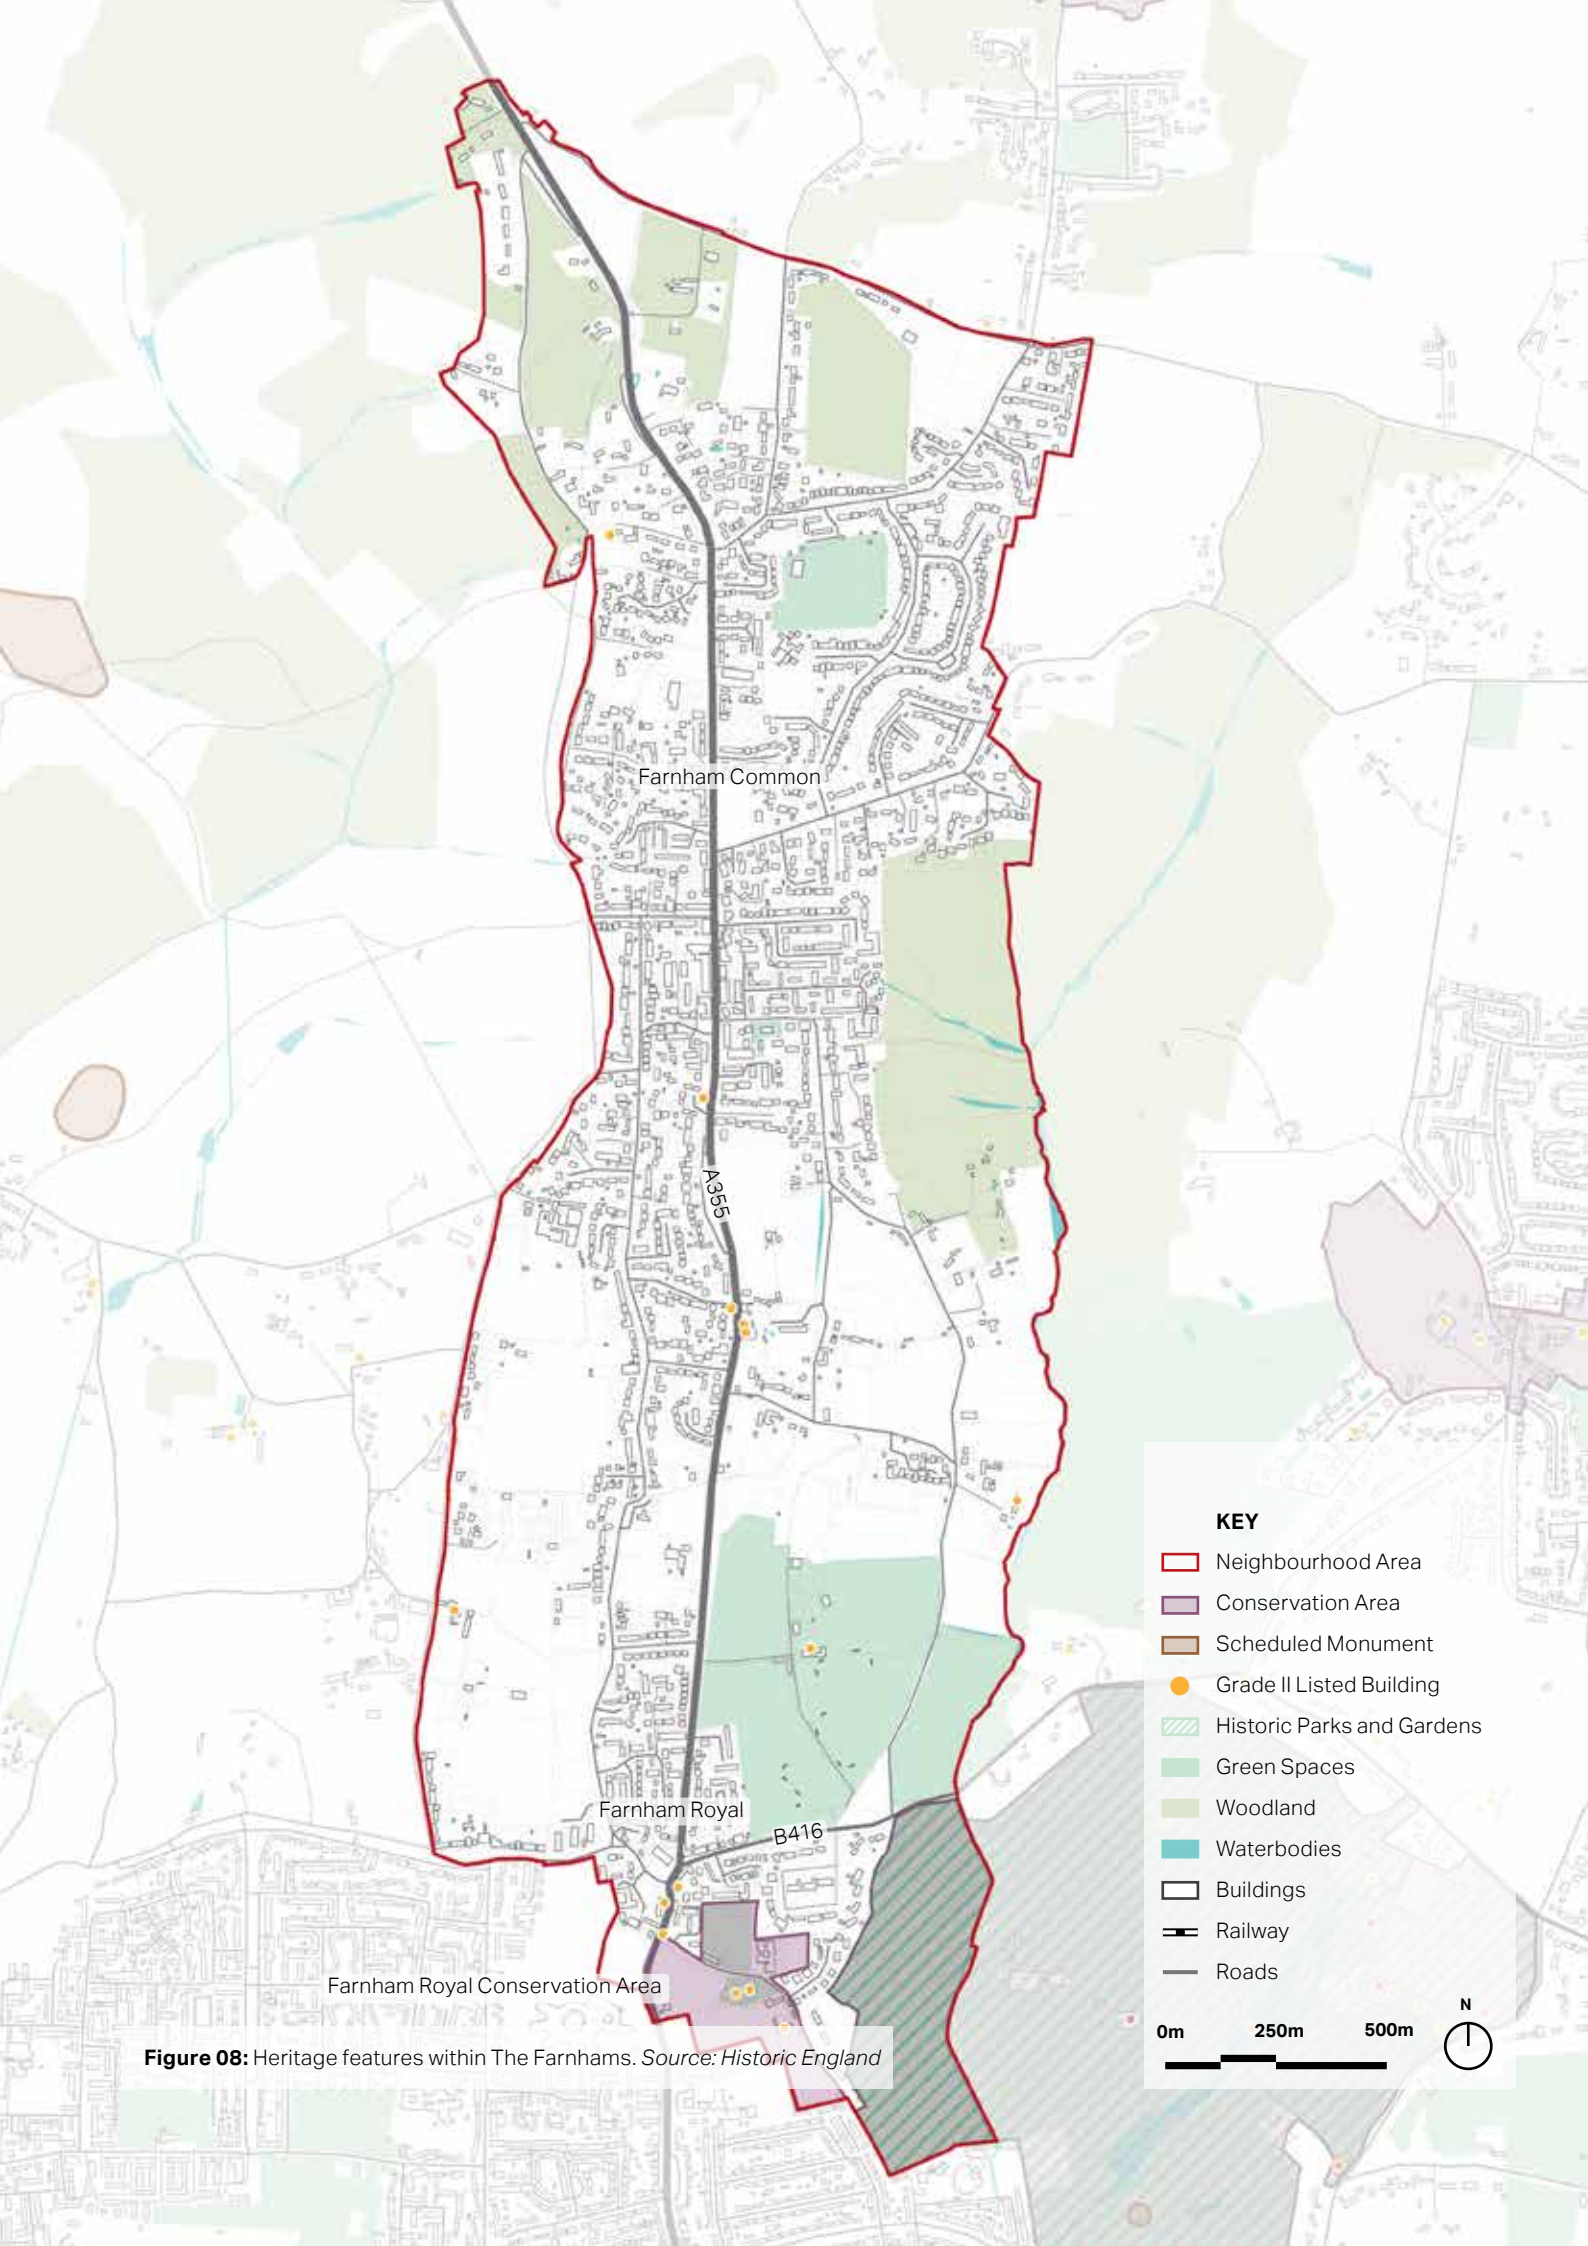 Farnham Common
A355
Farnham Royal
B416
Farnham Royal Conservation Area
Figure 08: Heritage features within The Farnhams. Source: Historic England
KEY
Neighbourhood Area
Conservation Area
Scheduled Monument
Grade II Listed Building
Historic Parks and Gardens
Green Spaces
Woodland
Waterbodies
Buildings
Railway
Roads
0m 250m 500m
N